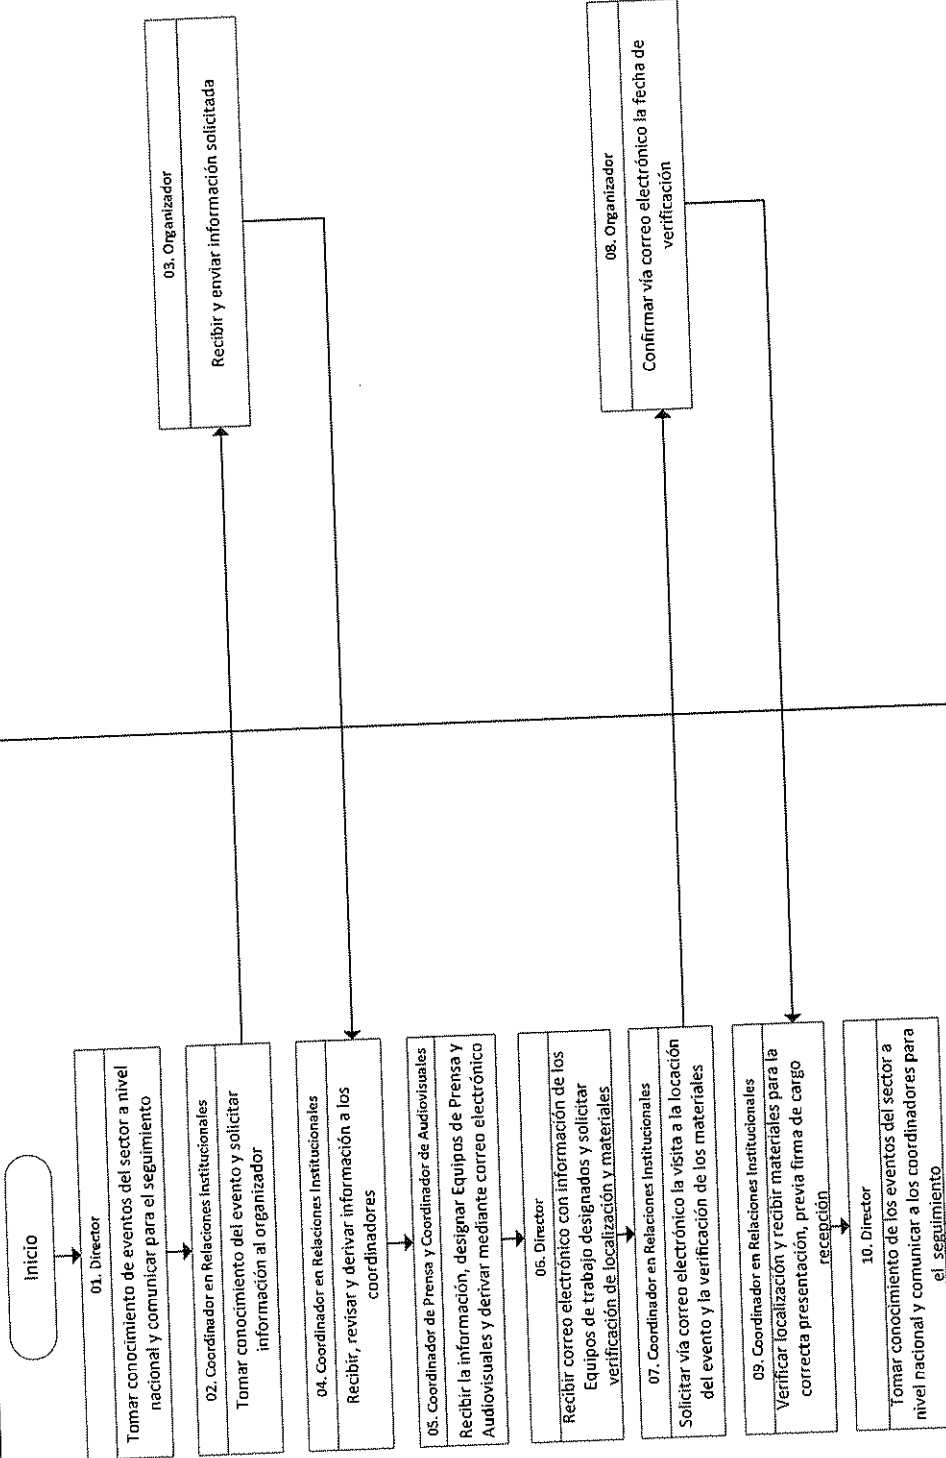 Inicio
01. Director
Tomar conocimiento de eventos del sector a nivel
nacional y comunicar para el seguimiento
02. Coordinador en Relaciones Institucionales
Tomar conocimiento del evento y solicitar
información al organizador
03. Organizador
Recibir y enviar información solicitada
04. Coordinador en Relaciones Institucionales
Recibir, revisar y derivar información a los
coordinadores
05. Coordinador de Prensa y Coordinador de Audiovisuales
Recibir la información, designar Equipos de Prensa y
Audiovisuales y derivar mediante correo electrónico
06. Director
Recibir correo electrónico con información de los
Equipos de trabajo designados y solicitar
verificación de localización y materiales
07. Coordinador en Relaciones Institucionales
Solicitar vía correo electrónico la visita a la locación
del evento y la verificación de los materiales
08. Organizador
Confirmar vía correo electrónico la fecha de
verificación
09. Coordinador en Relaciones Institucionales
Verificar localización y recibir materiales para la
correcta presentación, previa firma de cargo
recepción
10. Director
Tomar conocimiento de los eventos del sector a
nivel nacional y comunicar a los coordinadores para
el seguimiento